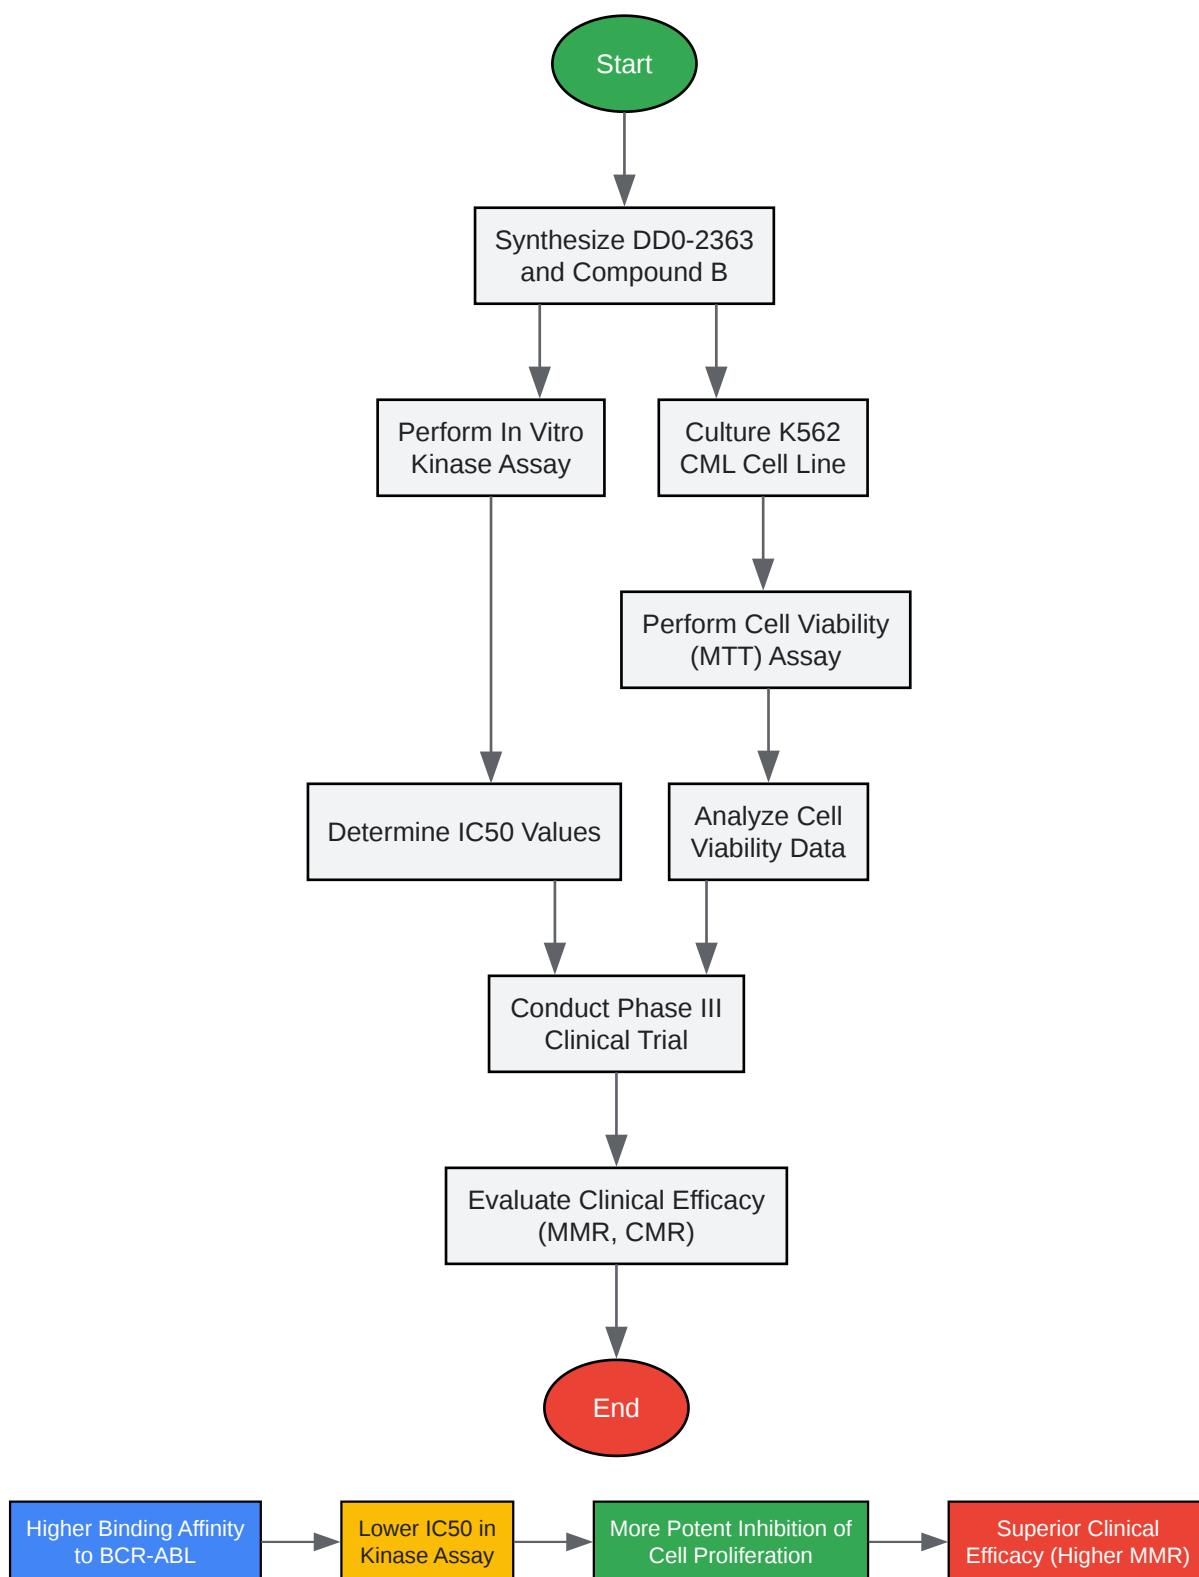 Start
Synthesize DD0-2363
and Compound B
Perform In Vitro
Kinase Assay
Culture K562
CML Cell Line
Perform Cell Viability
(MTT) Assay
Determine IC50 Values
Analyze Cell
Viability Data
Conduct Phase III
Clinical Trial
Evaluate Clinical Efficacy
(MMR, CMR)
End
Higher Binding Affinity
to BCR-ABL
Lower IC50 in
Kinase Assay
More Potent Inhibition of
Cell Proliferation
Superior Clinical
Efficacy (Higher MMR)